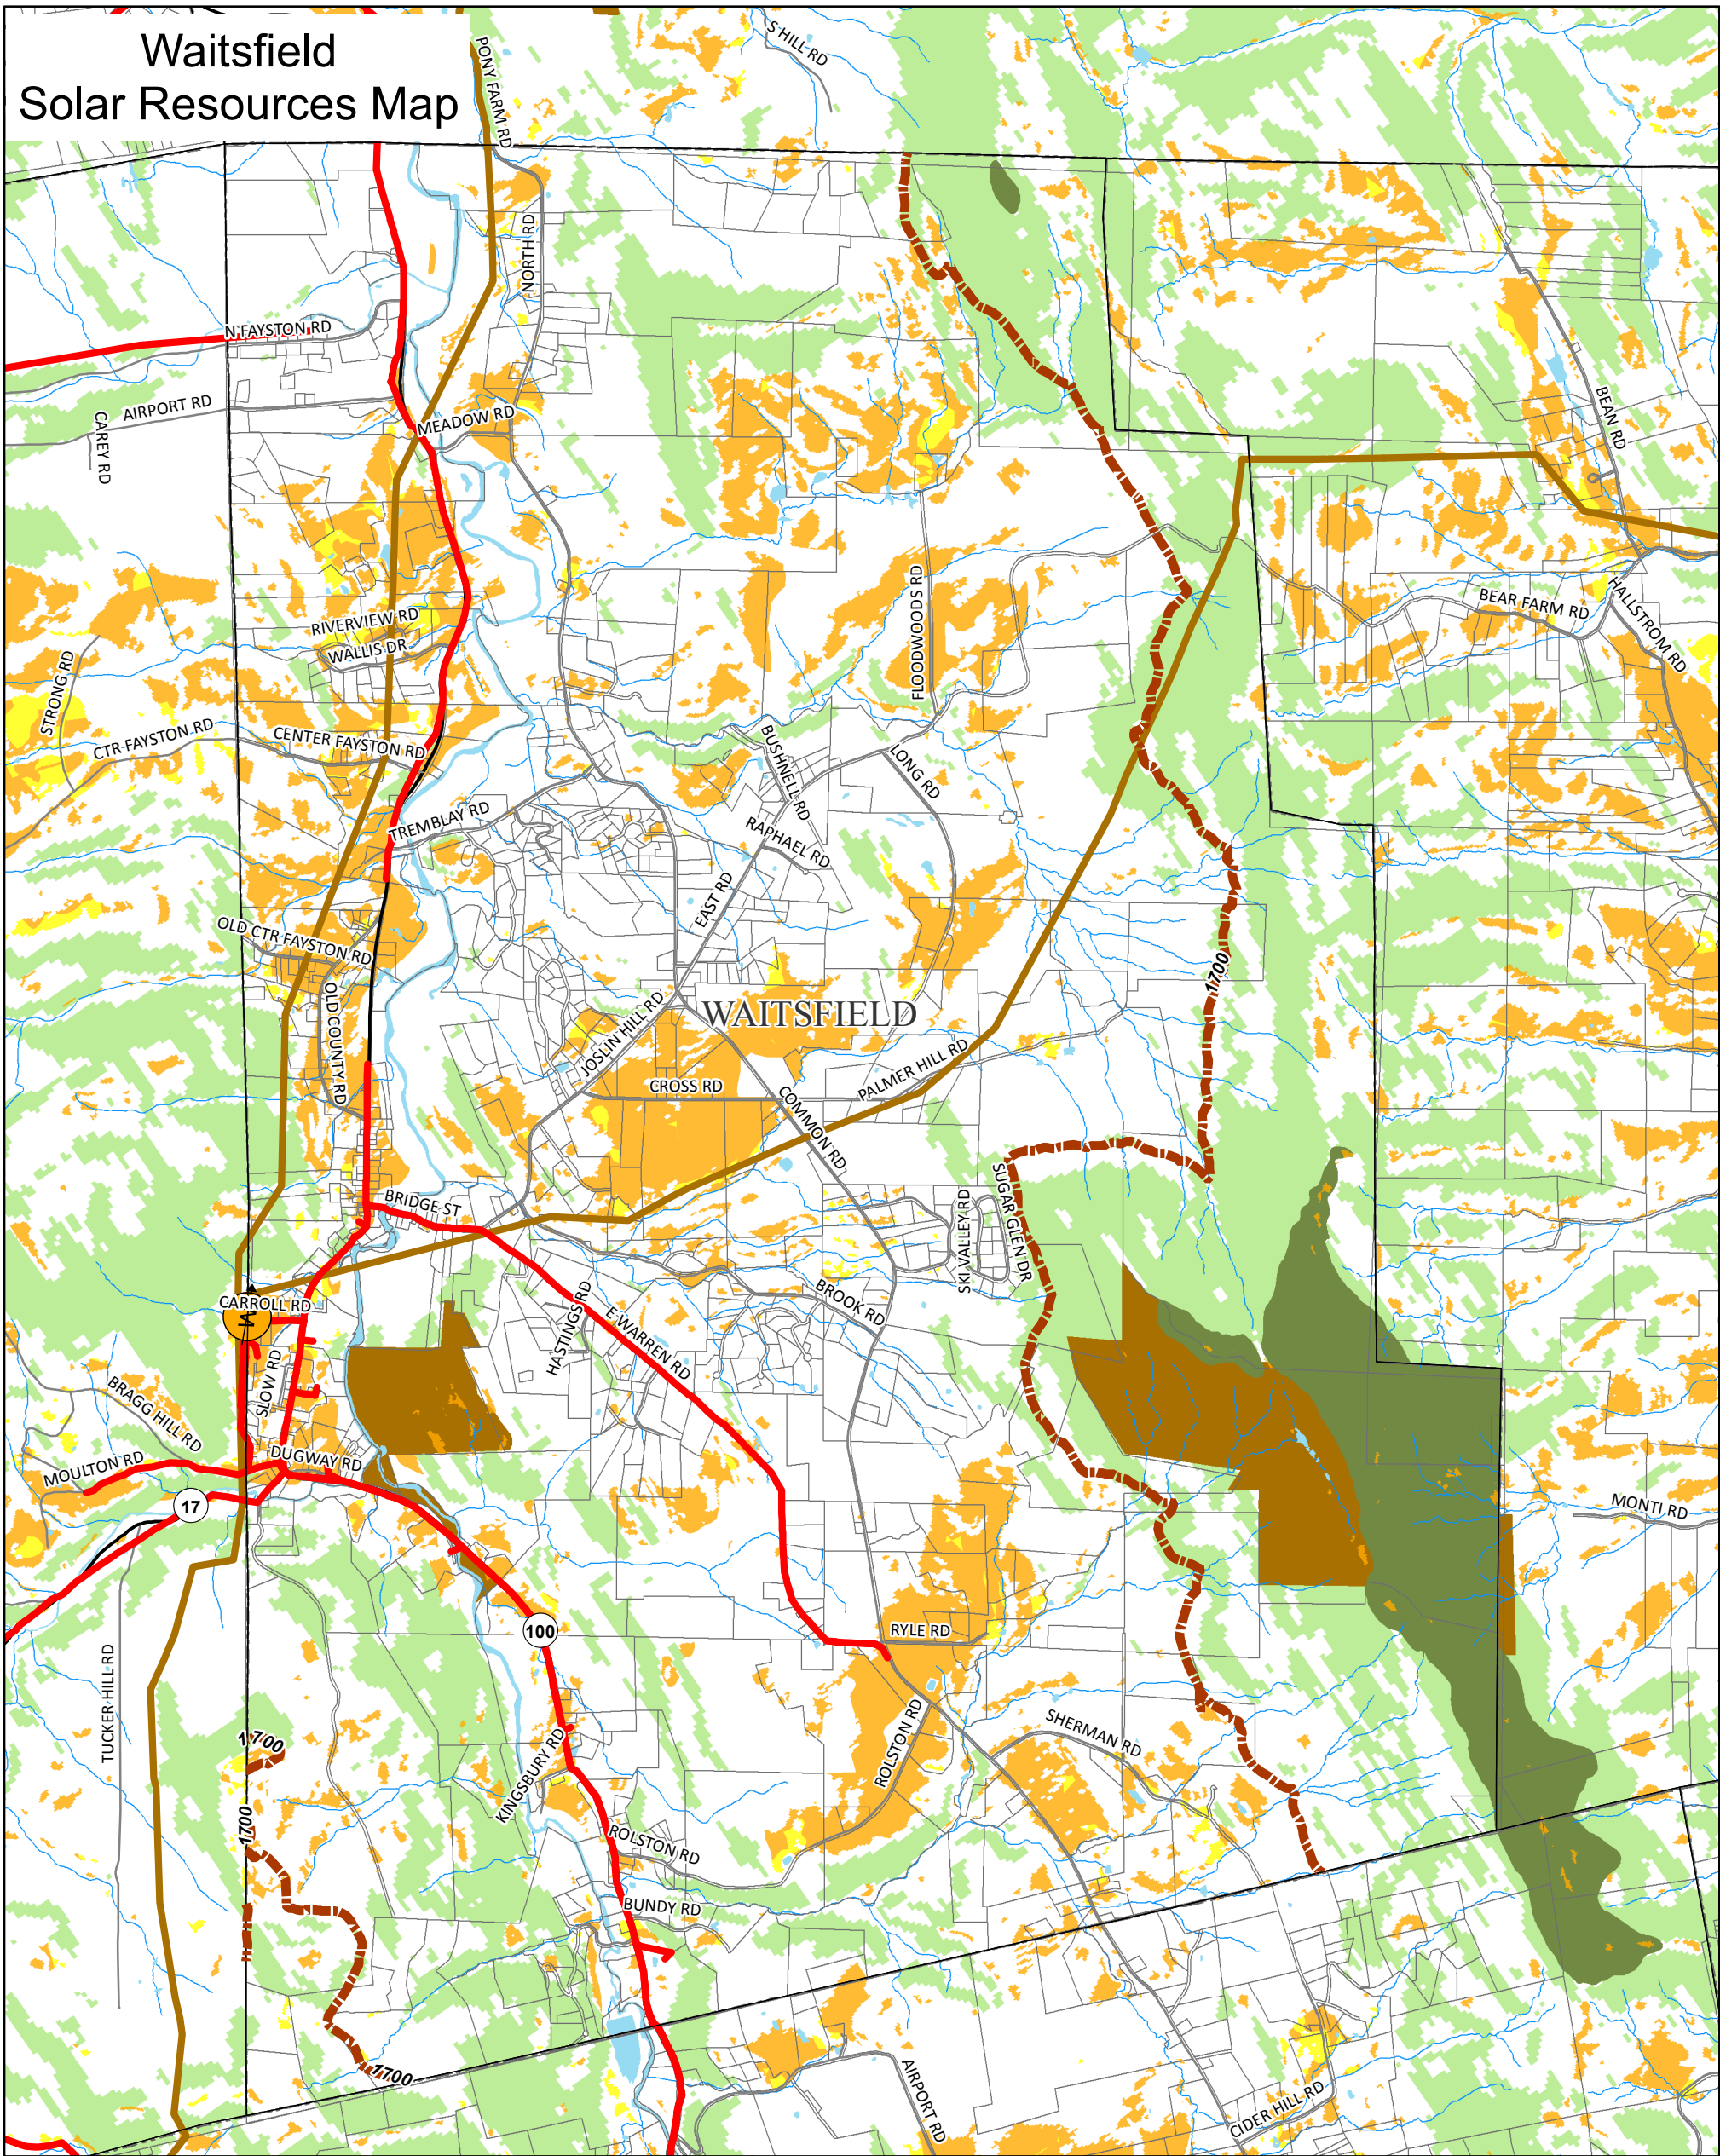 Waitsfield
Solar Resources Map
PONY FARM RD
S HILL RD
NORTH RD
N FAYSTON RD
AIRPORT RD
CAREY RD
MEADOW RD
BEAN RD
RIVERVIEW RD
WALLIS DR
FLOODWOODS RD
BEAR FARM RD
HALLSTROM RD
STRONG RD
CTR FAYSTON RD
CENTER FAYSTON RD
BUSHNELL RD
LONG RD
TREMBLAY RD
RAPHAEL RD
EAST RD
OLD CTR FAYSTON RD
OLD COUNTY RD
1700
JOSLIN HILL RD
WAITSFIELD
CROSS RD
PALMER HILL RD
COMMON RD
BRIDGE ST
SKI VALLEY RD
SUGAR GLEN DR
CARROLL RD
HASTINGS RD
E WARREN RD
BROOK RD
SLOW RD
BRAGG HILL RD
MOULTON RD
DUGWAY RD
17
MONTI RD
100
RYLE RD
TUCKER HILL RD
1700
KINGSBURY RD
ROLSTON RD
SHERMAN RD
1700
ROLSTON RD
BUNDY RD
1700
AIRPORT RD
CIDER HILL RD